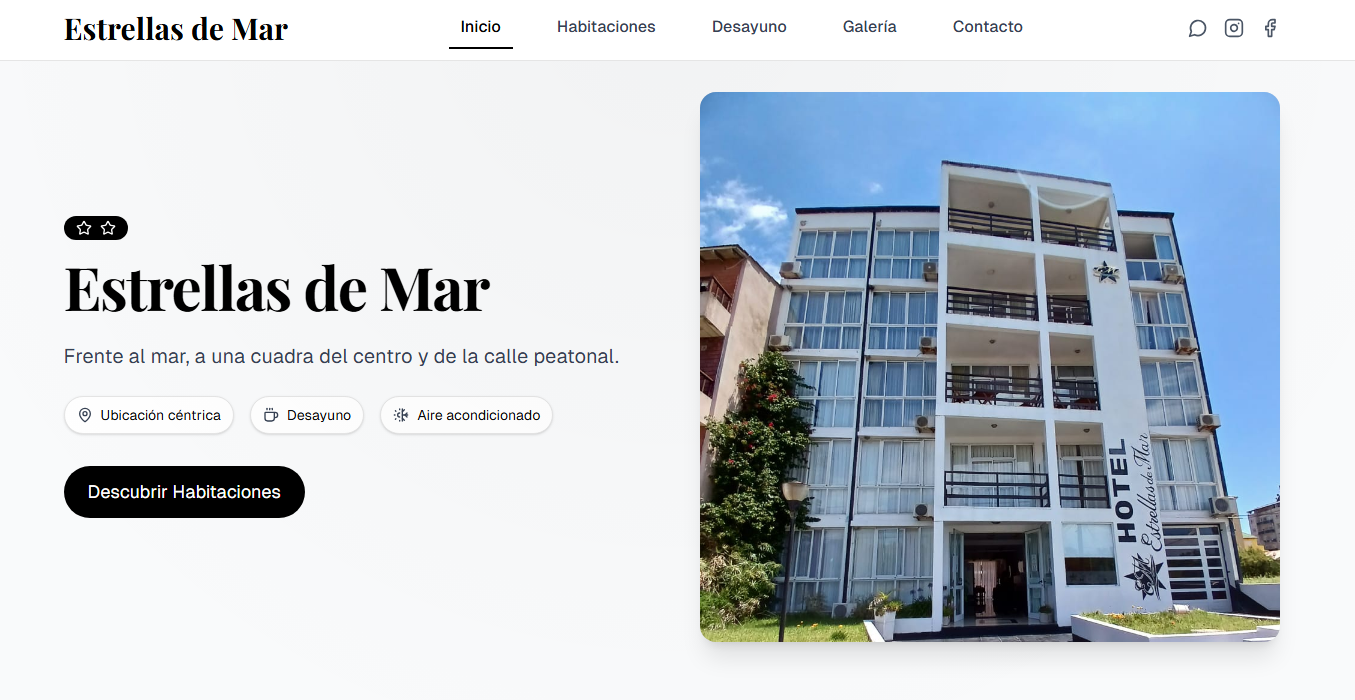 Estrellas de Mar
Inicio
Habitaciones
Desayuno
Galería
Contacto
Estrellas de Mar
Frente al mar, a una cuadra del centro y de la calle peatonal.
Ubicación céntrica
Desayuno
Aire acondicionado
Descubrir Habitaciones
HOTEL
Estrellas de Mar